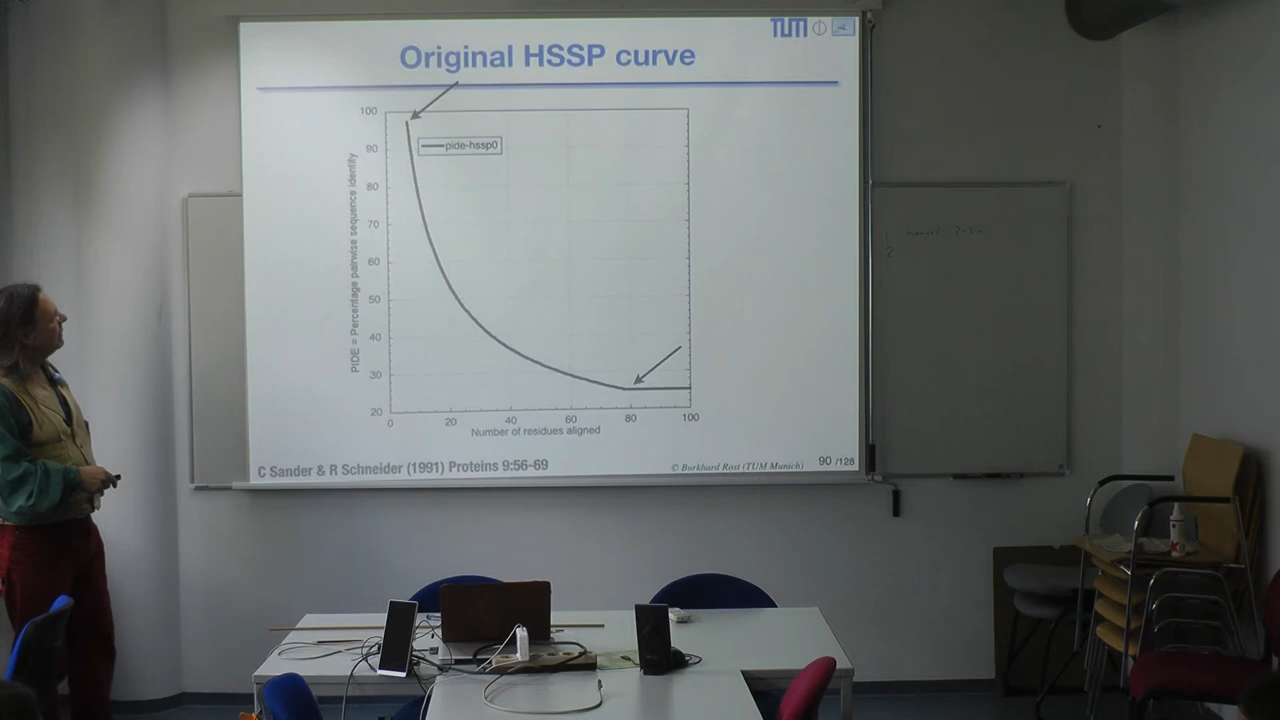 TUM
Original HSSP curve
100
90
80
70
60
50
40
30
20
pide-hssp0
PIDE = Percentage pairwise sequence identity
0
20
40
60
80
100
Number of residues aligned
C Sander & R Schneider (1991) Proteins 9:56-69
© Burkhard Rost (TUM Munich)
90 /128